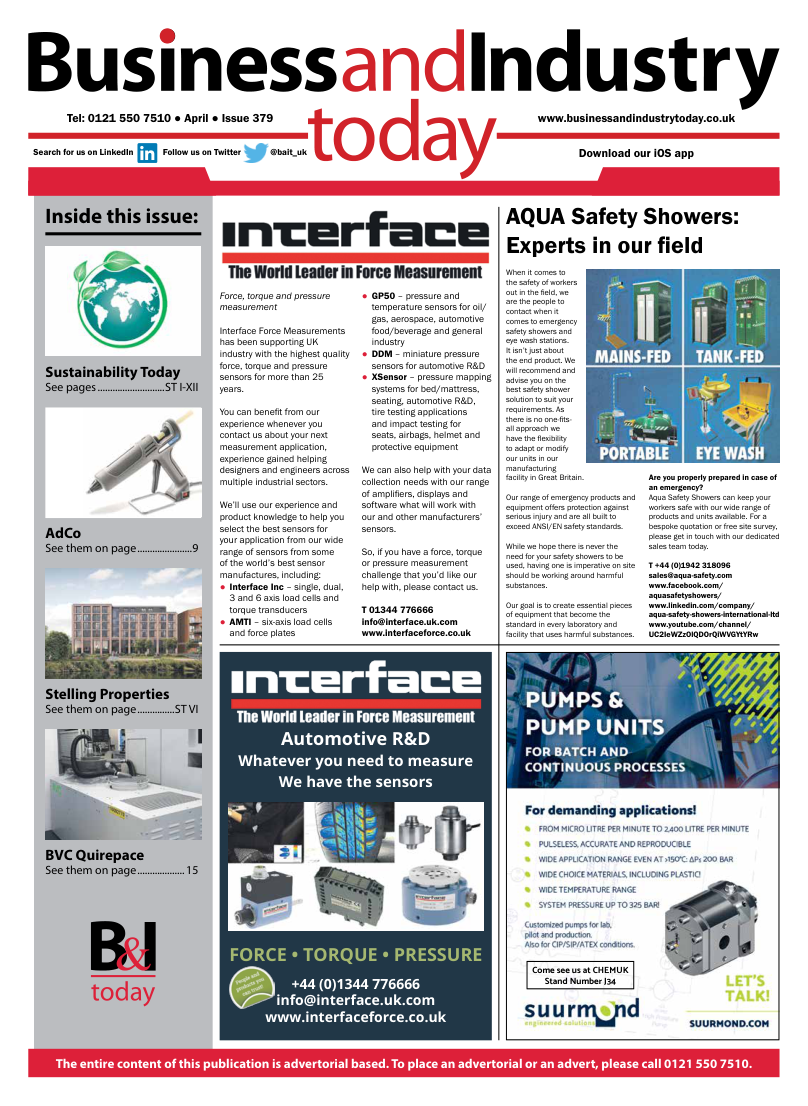 BusinessandIndustry
today
Tel: 0121 550 7510 ● April ● Issue 379
www.businessandindustrytoday.co.uk
Search for us on LinkedIn in Follow us on Twitter @bait_uk
Download our iOS app
Inside this issue:
Sustainability Today
See pages ........................... ST I-XII
AdCo
See them on page ...................... 9
Stelling Properties
See them on page ............... ST VI
BVC Quirepace
See them on page ................... 15
B&I
today
interface
The World Leader in Force Measurement
Force, torque and pressure
measurement
Interface Force Measurements
has been supporting UK
industry with the highest quality
force, torque and pressure
sensors for more than 25
years.
You can benefit from our
experience whenever you
contact us about your next
measurement application,
experience gained helping
designers and engineers across
multiple industrial sectors.
We'll use our experience and
product knowledge to help you
select the best sensors for
your application from our wide
range of sensors from some
of the world's best sensor
manufactures, including:
● Interface Inc – single, dual,
3 and 6 axis load cells and
torque transducers
● AMTI – six-axis load cells
and force plates
● GP50 – pressure and
temperature sensors for oil/
gas, aerospace, automotive
food/beverage and general
industry
● DDM – miniature pressure
sensors for automotive R&D
● XSensor – pressure mapping
systems for bed/mattress,
seating, automotive R&D,
tire testing applications
and impact testing for
seats, airbags, helmet and
protective equipment
We can also help with your data
collection needs with our range
of amplifiers, displays and
software what will work with
our and other manufacturers'
sensors.
So, if you have a force, torque
or pressure measurement
challenge that you'd like our
help with, please contact us.
T 01344 776666
info@interface.uk.com
www.interfaceforce.co.uk
AQUA Safety Showers:
Experts in our field
When it comes to
the safety of workers
out in the field, we
are the people to
contact when it
comes to emergency
safety showers and
eye wash stations.
It isn't just about
the end product. We
will recommend and
advise you on the
best safety shower
solution to suit your
requirements. As
there is no one-fits-
all approach we
have the flexibility
to adapt or modify
our units in our
manufacturing
facility in Great Britain.
Our range of emergency products and
equipment offers protection against
serious injury and are all built to
exceed ANSI/EN safety standards.
While we hope there is never the
need for your safety showers to be
used, having one is imperative on site
should be working around harmful
substances.
Our goal is to create essential pieces
of equipment that become the
standard in every laboratory and
facility that uses harmful substances.
MAINS-FED
TANK-FED
PORTABLE
EYE WASH
Are you properly prepared in case of
an emergency?
Aqua Safety Showers can keep your
workers safe with our wide range of
products and units available. For a
bespoke quotation or free site survey,
please get in touch with our dedicated
sales team today.
T +44 (0)1942 318096
sales@aqua-safety.com
www.facebook.com/
aquasafetyshowers/
www.linkedin.com/company/
aqua-safety-showers-international-ltd
www.youtube.com/channel/
UC2IeWZzOlQDOrQiWVGYtYRw
interface
The World Leader in Force Measurement
Automotive R&D
Whatever you need to measure
We have the sensors
FORCE • TORQUE • PRESSURE
People and
products you
can trust!
+44 (0)1344 776666
info@interface.uk.com
www.interfaceforce.co.uk
PUMPS &
PUMP UNITS
FOR BATCH AND
CONTINUOUS PROCESSES
For demanding applications!
FROM MICRO LITRE PER MINUTE TO 2,400 LITRE PER MINUTE
PULSELESS, ACCURATE AND REPRODUCIBLE
WIDE APPLICATION RANGE EVEN AT >150°C: ΔP≥ 200 BAR
WIDE CHOICE MATERIALS, INCLUDING PLASTIC!
WIDE TEMPERATURE RANGE
SYSTEM PRESSURE UP TO 325 BAR!
Customized pumps for lab,
pilot and production.
Also for CIP/SIP/ATEX conditions.
Come see us at CHEMUK
Stand Number J34
LET'S
TALK!
suurmond
engineered solutions
SUURMOND.COM
The entire content of this publication is advertorial based. To place an advertorial or an advert, please call 0121 550 7510.